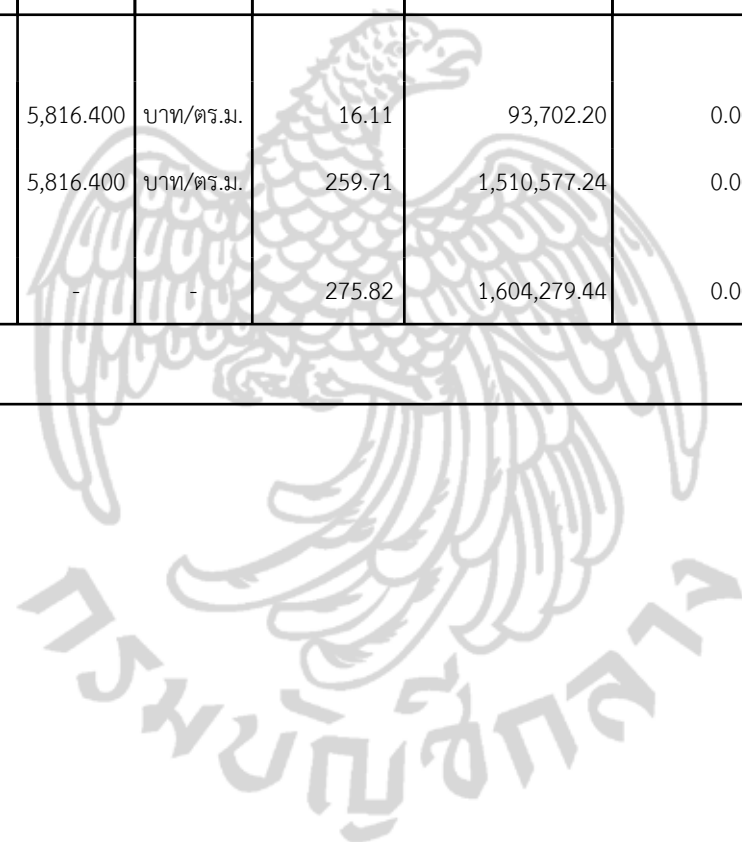 5,816.400 บาท/ตร.ม. 16.11 93,702.20 0.0
5,816.400 บาท/ตร.ม. 259.71 1,510,577.24 0.0
- - 275.82 1,604,279.44 0.0
กรมบัญชีกลาง